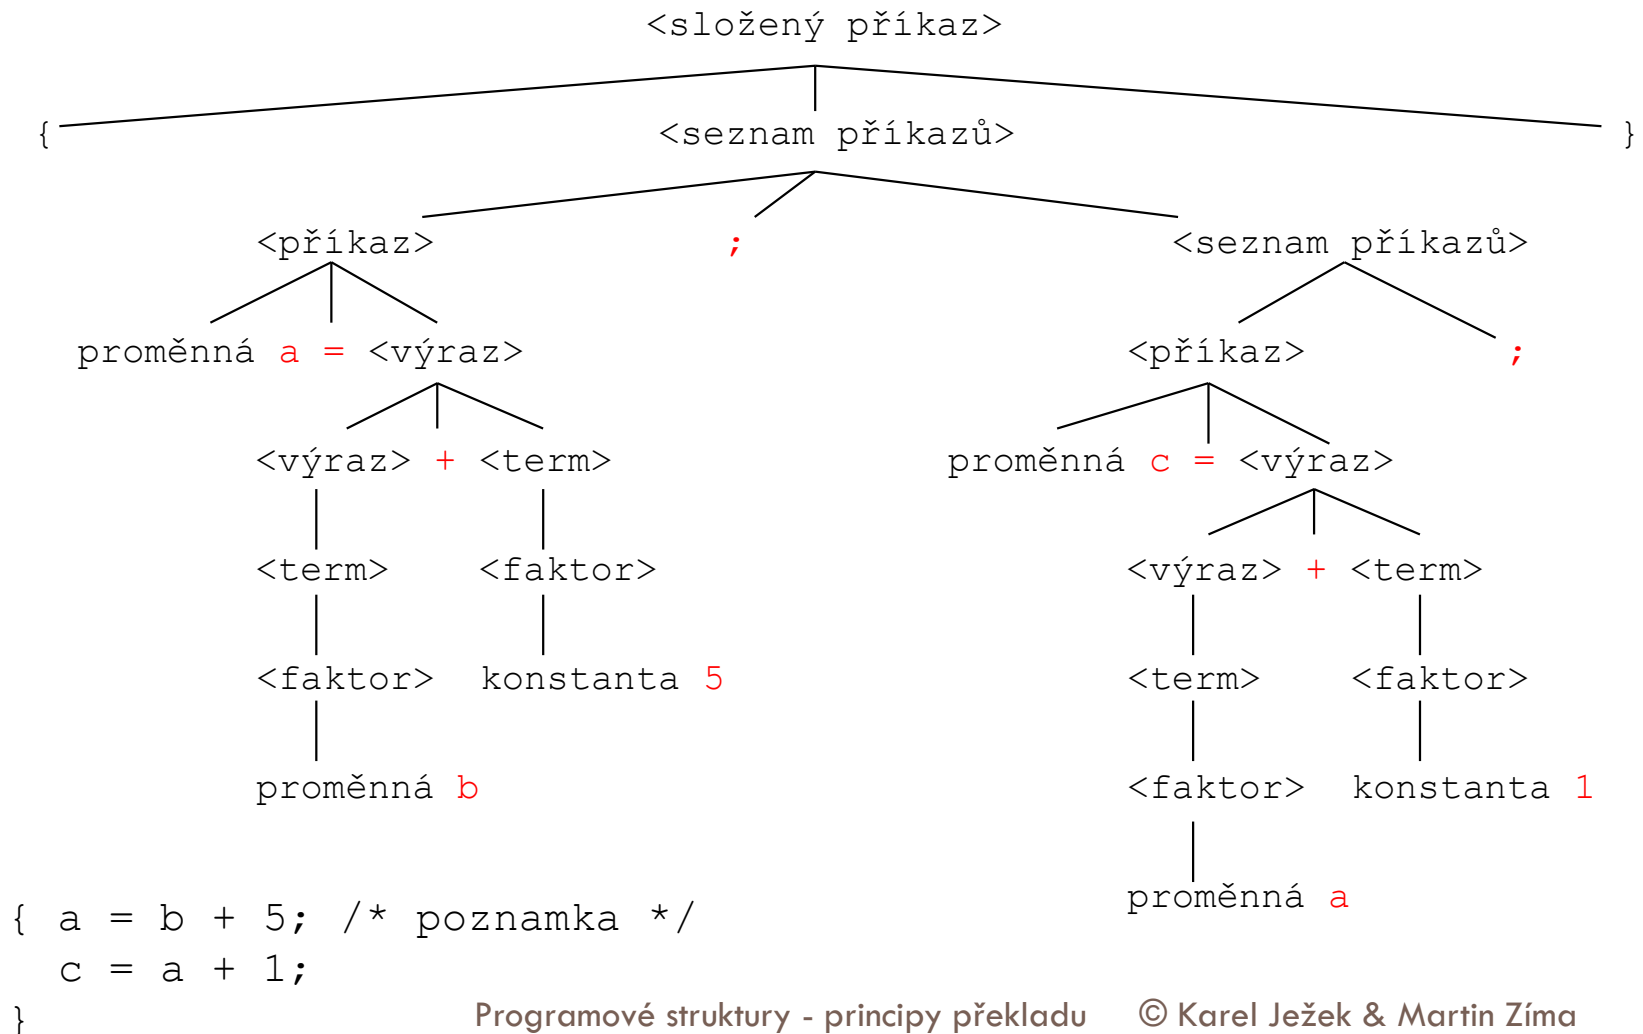 <složený příkaz>
{ <seznam příkazů> }
<příkaz> ; <seznam příkazů>
proměnná a = <výraz> <příkaz> ;
<výraz> + <term> proměnná c = <výraz>
<term> <faktor> <výraz> + <term>
<faktor> konstanta 5 <term> <faktor>
proměnná b <faktor> konstanta 1
proměnná a
{ a = b + 5; /* poznamka */
c = a + 1;
}
Programové struktury - principy překladu © Karel Ježek & Martin Zíma